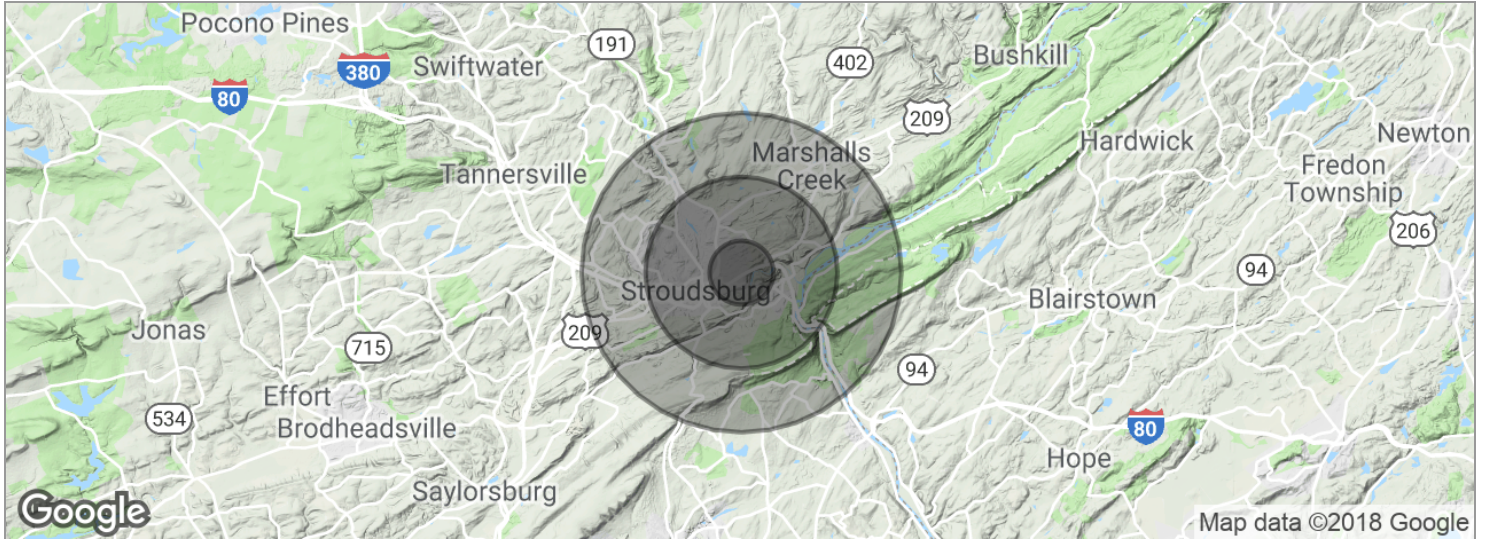 Pocono Pines
191
402
Bushkill
380
Swiftwater
80
209
Newton
Hardwick
Marshalls
Creek
Fredon
Township
Tannersville
206
94
Stroudsburg
Blairstown
Jonas
209
715
94
Effort
534
Brodheadsville
80
Hope
Saylorsburg
Google
Map data ©2018 Google